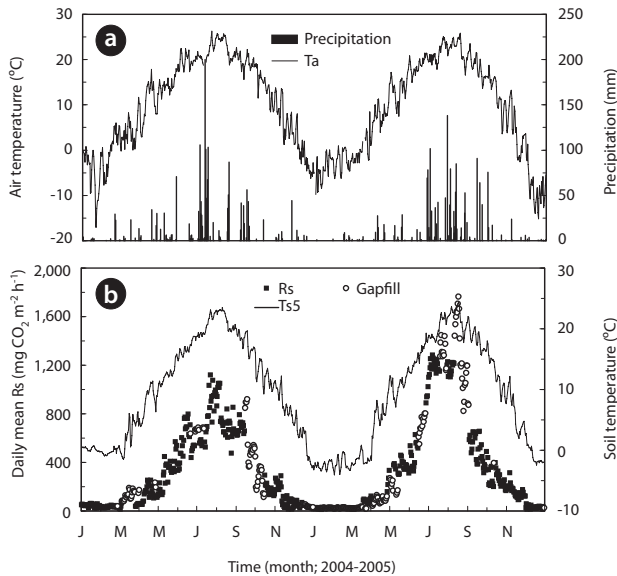 30 250
a
Precipitation
Ta
20 200
10 150
0 100
-10 50
-20 0
Air temperaturre (°C)
Precipitation (mm)
2,000 30
b
Rs Gapfill
Ts5
1,600 20
1,200 10
800
400 0
0 -10
Daily mean Rs (mg CO2 m-2 h-1)
Soil temperature (°C)
J M M J S N J M M J S N
Time (month; 2004-2005)